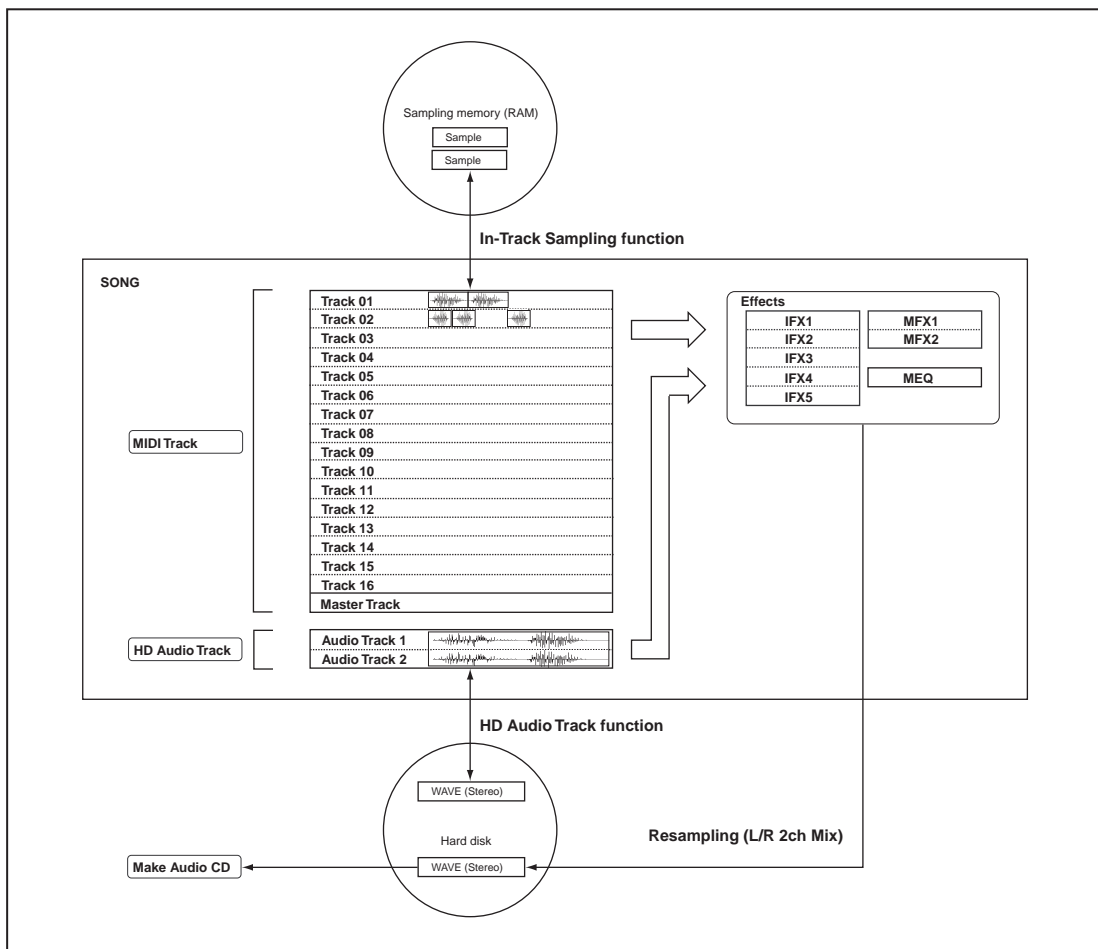 Sampling memory (RAM)
Sample
Sample
In-Track Sampling function
SONG
MIDI Track
Track 01
Track 02
Track 03
Track 04
Track 05
Track 06
Track 07
Track 08
Track 09
Track 10
Track 11
Track 12
Track 13
Track 14
Track 15
Track 16
Master Track
HD Audio Track
Audio Track 1
Audio Track 2
Effects
IFX1
IFX2
IFX3
IFX4
IFX5
MFX1
MFX2
MEQ
HD Audio Track function
WAVE (Stereo)
Hard disk
WAVE (Stereo)
Resampling (L/R 2ch Mix)
Make Audio CD